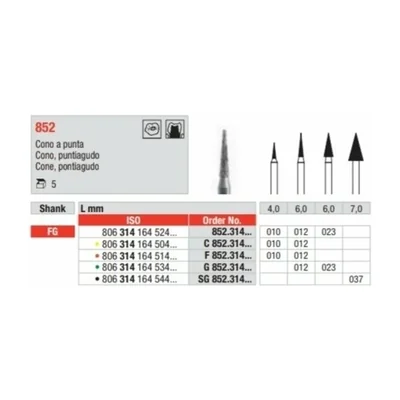 852
Cono a punta
Cono, puntiagudo
Cone, pontiagudo
5
Shank L mm 4,0 6,0 6,0 7,0
ISO Order No.
FG 806 314 164 524... 852.314... 010 012 023
806 314 164 504... C 852.314... 010 012
806 314 164 514... F 852.314... 010 012
806 314 164 534... G 852.314... 012 023
806 314 164 544... SG 852.314... 037